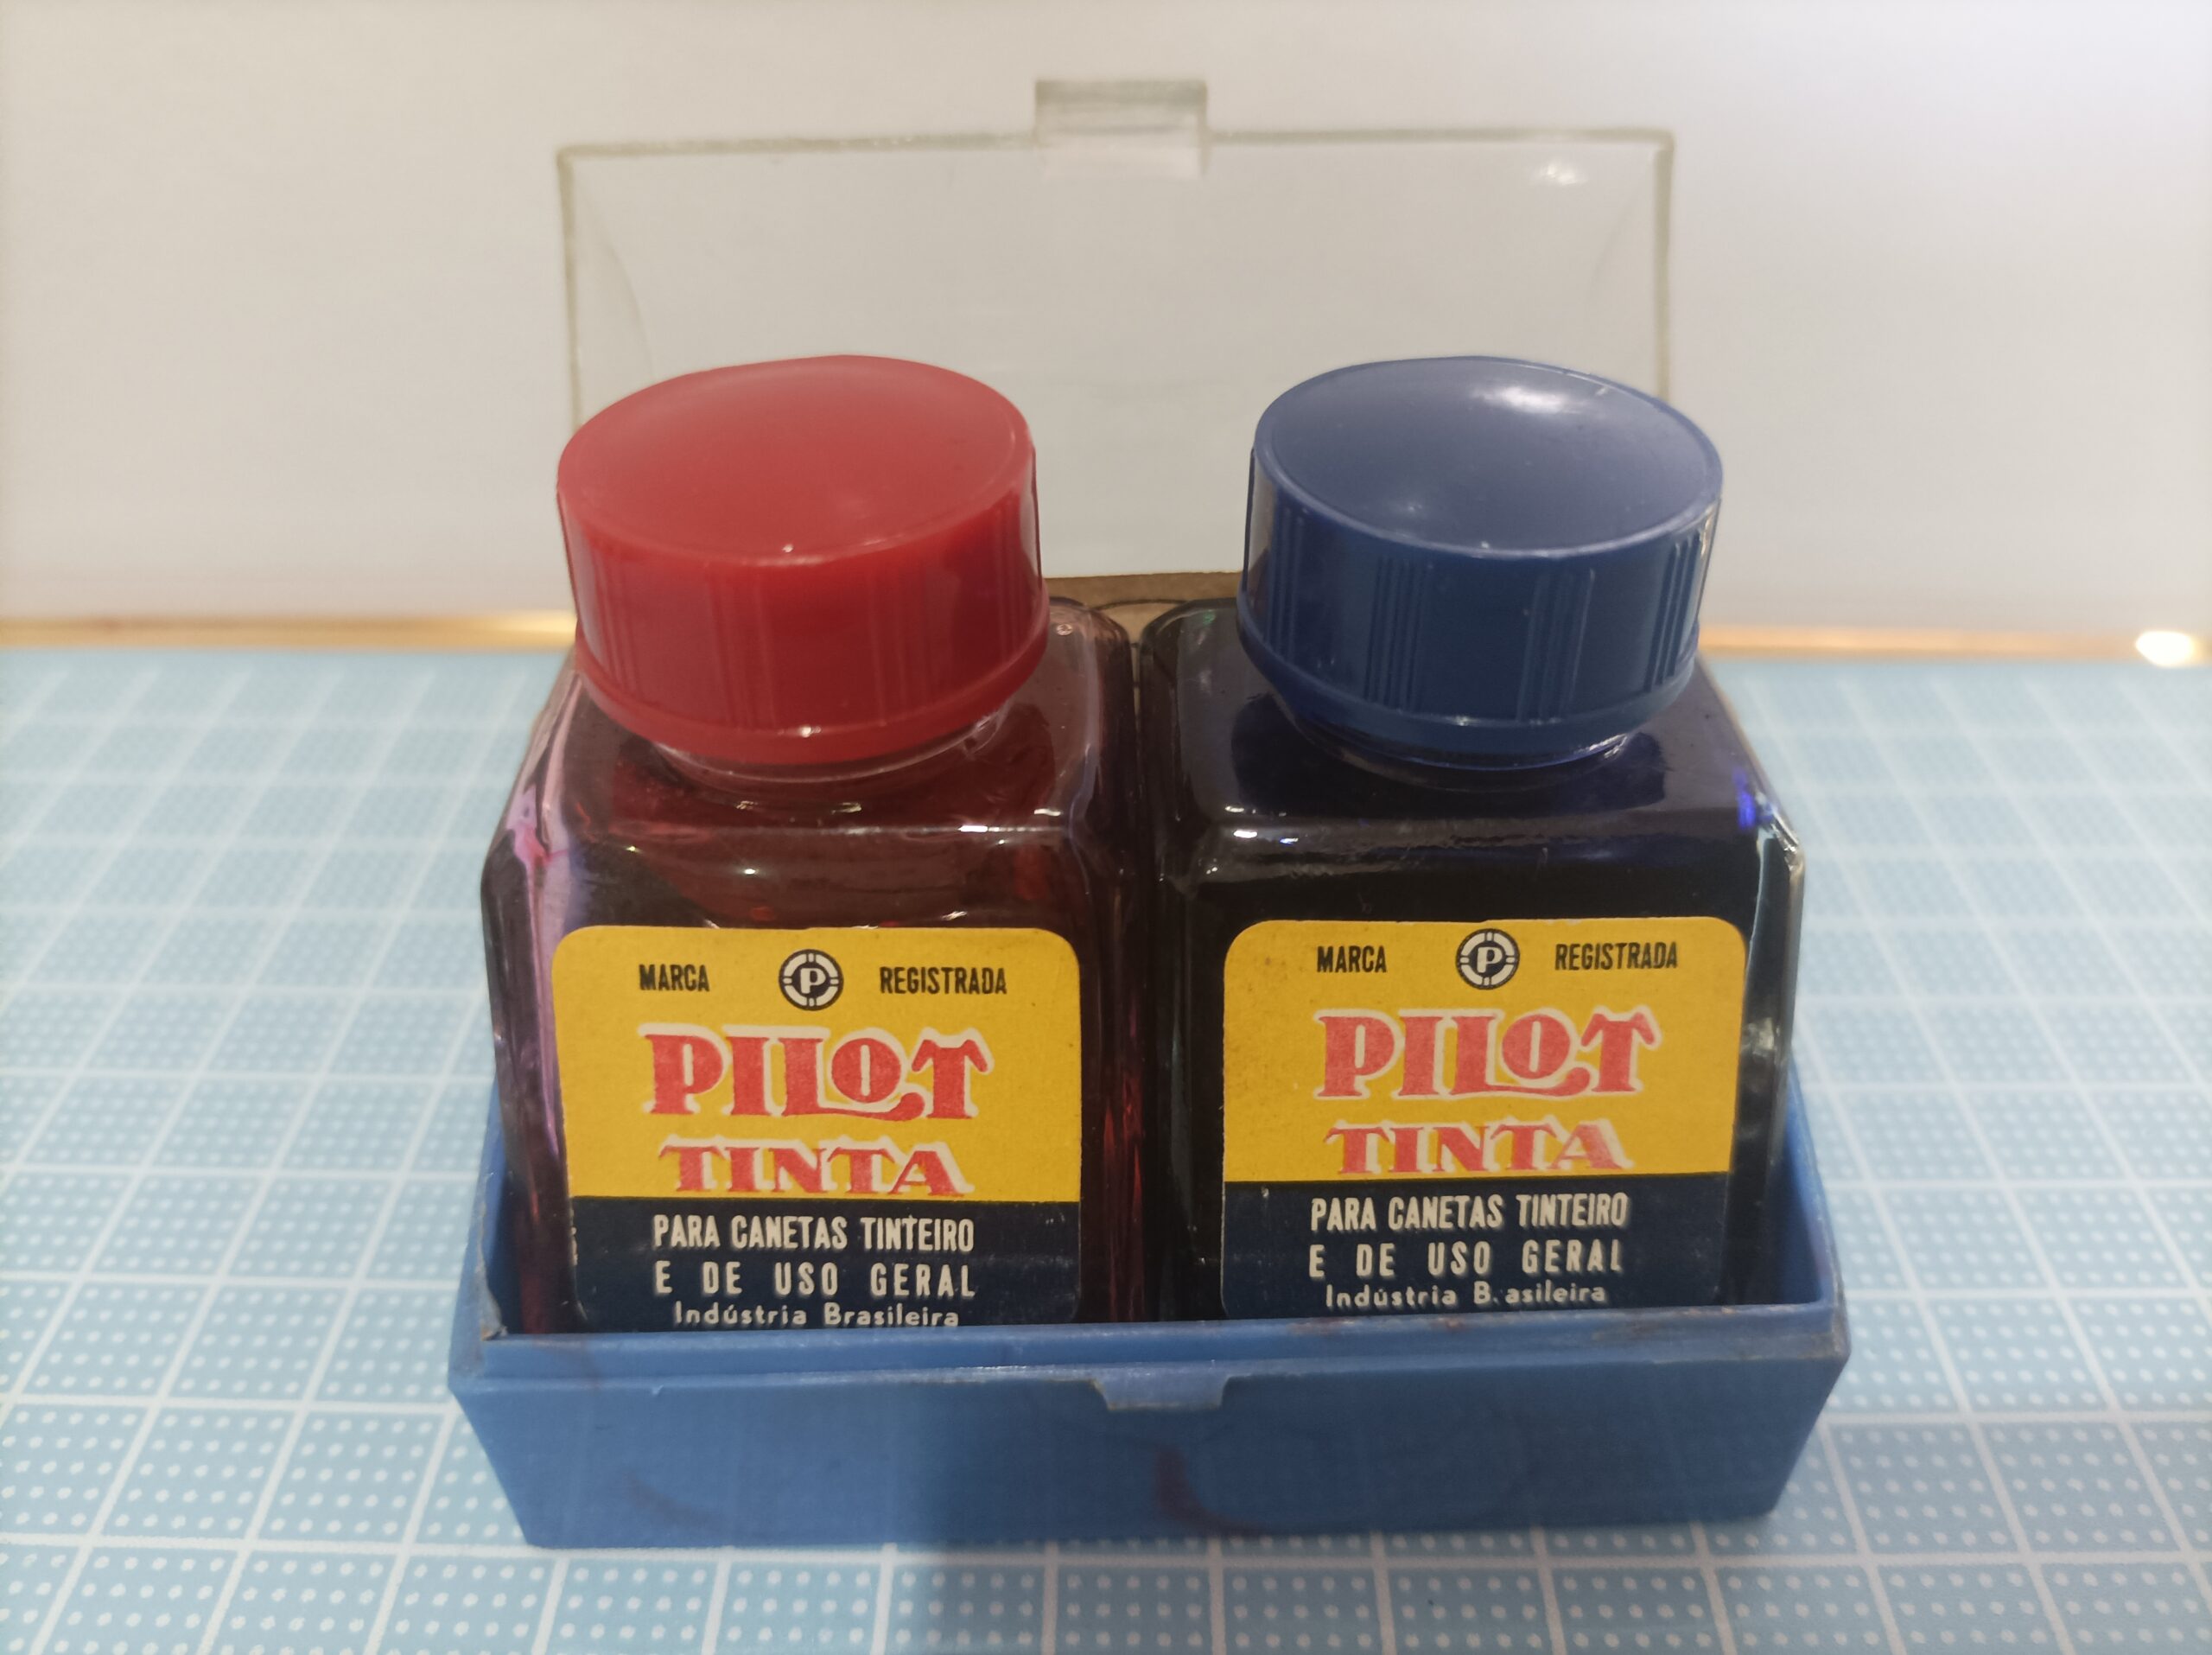 MARCA P REGISTRADA
PILOT
TINTA
PARA CANETAS TINTEIRO
E DE USO GERAL
Indústria Brasileira
MARCA P REGISTRADA
PILOT
TINTA
PARA CANETAS TINTEIRO
E DE USO GERAL
Indústria B.asileira